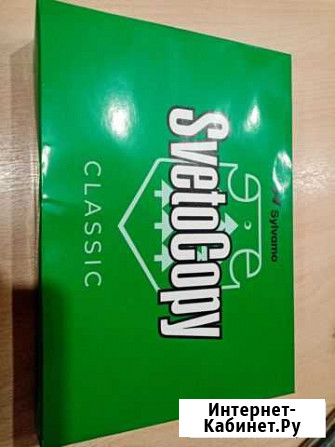 Sylvamo
SvetoCopy
CLASSIC
Интернет-
Кабинет.Ру